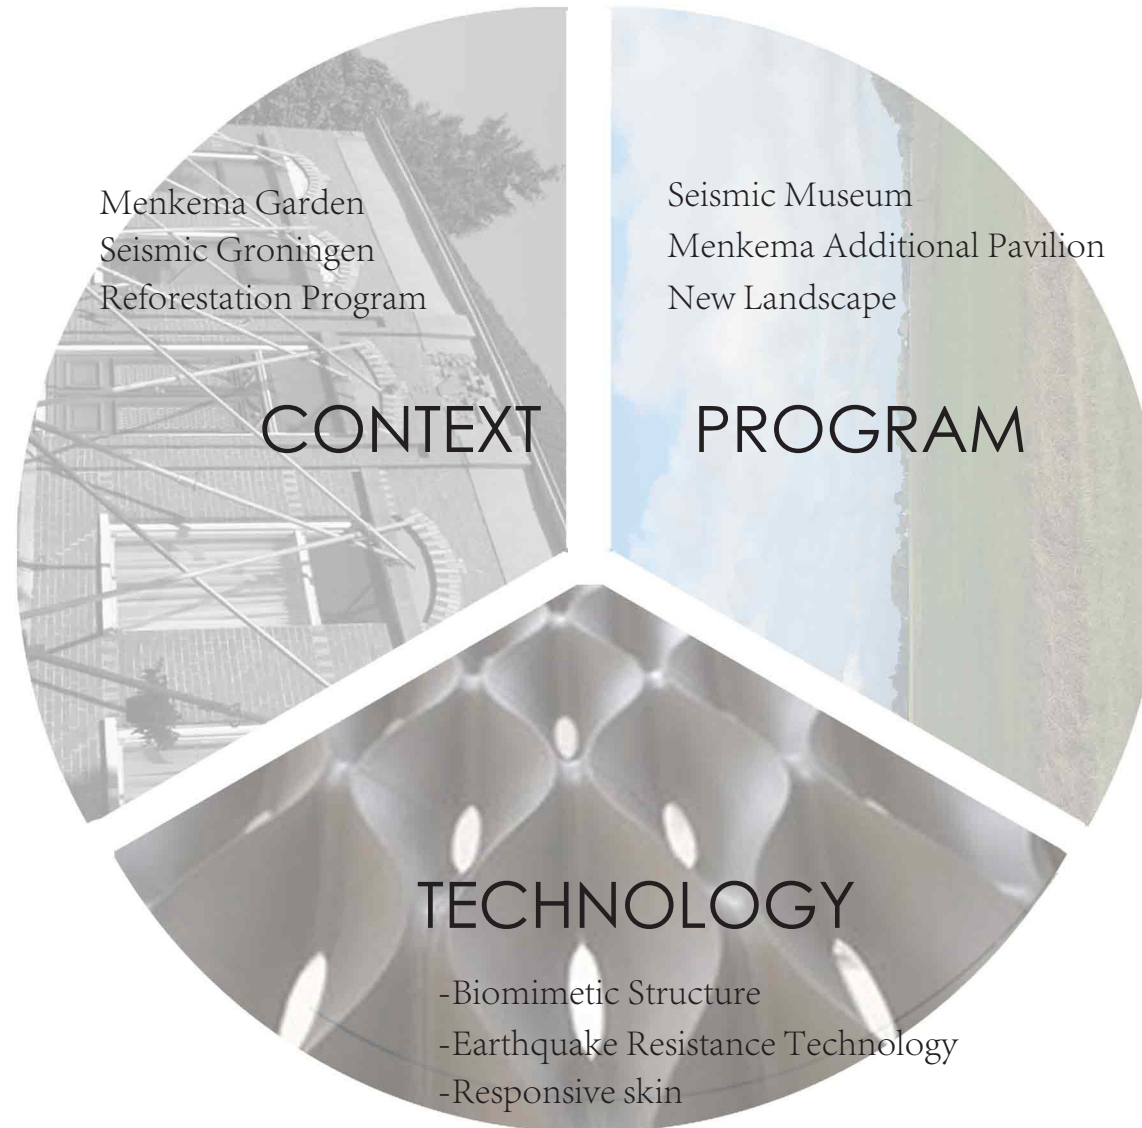 Menkema Garden
Seismic Groningen
Reforestation Program
CONTEXT
Seismic Museum
Menkema Additional Pavilion
New Landscape
PROGRAM
TECHNOLOGY
-Biomimetic Structure
-Earthquake Resistance Technology
-Responsive skin